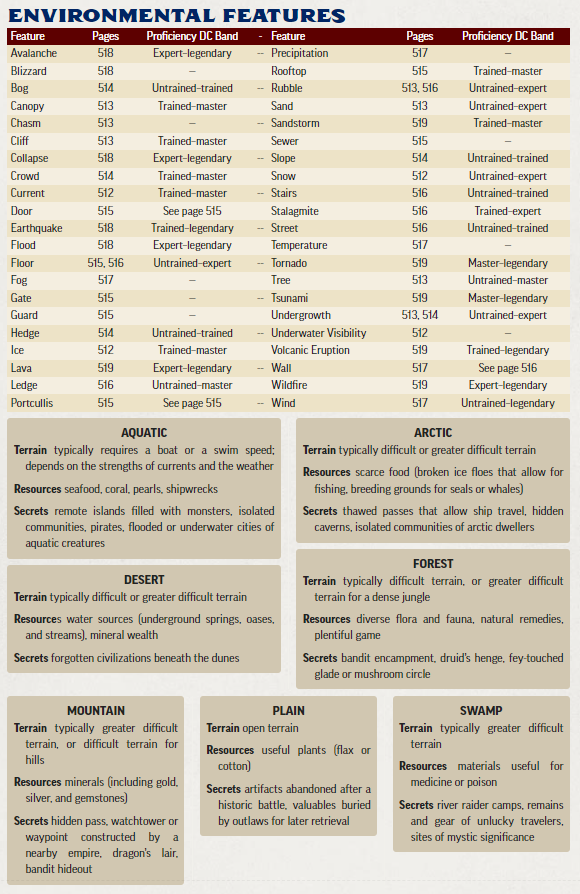 ENVIRONMENTAL FEATURES
Feature Pages Proficiency DC Band - Feature Pages Proficiency DC Band
Avalanche 518 Expert–legendary -- Precipitation 517 —
Blizzard 518 — Rooftop 515 Trained–master
Bog 514 Untrained–trained -- Rubble 513, 516 Untrained–expert
Canopy 513 Trained–master Sand 513 Untrained–expert
Chasm 513 — -- Sandstorm 519 Trained–master
Cliff 513 Trained–master Sewer 515 —
Collapse 518 Expert–legendary -- Slope 514 Untrained–trained
Crowd 514 Trained–master Snow 512 Untrained–expert
Current 512 Trained–master -- Stairs 516 Untrained–trained
Door 515 See page 515 Stalagmite 516 Trained–expert
Earthquake 518 Trained–legendary -- Street 516 Untrained–trained
Flood 518 Expert–legendary Temperature 517 —
Floor 515, 516 Untrained–expert -- Tornado 519 Master–legendary
Fog 517 — Tree 513 Untrained–master
Gate 515 — -- Tsunami 519 Master–legendary
Guard 515 — Undergrowth 513, 514 Untrained–expert
Hedge 514 Untrained–trained -- Underwater Visibility 512 —
Ice 512 Trained–master Volcanic Eruption 519 Trained–legendary
Lava 519 Expert–legendary -- Wall 517 See page 516
Ledge 516 Untrained–master Wildfire 519 Expert–legendary
Portcullis 515 See page 515 -- Wind 517 Untrained–legendary
AQUATIC
Terrain typically requires a boat or a swim speed;
depends on the strengths of currents and the weather
Resources seafood, coral, pearls, shipwrecks
Secrets remote islands filled with monsters, isolated
communities, pirates, flooded or underwater cities of
aquatic creatures
ARCTIC
Terrain typically difficult or greater difficult terrain
Resources scarce food (broken ice floes that allow for
fishing, breeding grounds for seals or whales)
Secrets thawed passes that allow ship travel, hidden
caverns, isolated communities of arctic dwellers
DESERT
Terrain typically difficult or greater difficult terrain
Resources water sources (underground springs, oases,
and streams), mineral wealth
Secrets forgotten civilizations beneath the dunes
FOREST
Terrain typically difficult terrain, or greater difficult
terrain for a dense jungle
Resources diverse flora and fauna, natural remedies,
plentiful game
Secrets bandit encampment, druid's henge, fey-touched
glade or mushroom circle
MOUNTAIN
Terrain typically greater difficult
terrain, or difficult terrain for
hills
Resources minerals (including gold,
silver, and gemstones)
Secrets hidden pass, watchtower or
waypoint constructed by a
nearby empire, dragon's lair,
bandit hideout
PLAIN
Terrain open terrain
Resources useful plants (flax or
cotton)
Secrets artifacts abandoned after a
historic battle, valuables buried
by outlaws for later retrieval
SWAMP
Terrain typically greater difficult
terrain
Resources materials useful for
medicine or poison
Secrets river raider camps, remains
and gear of unlucky travelers,
sites of mystic significance